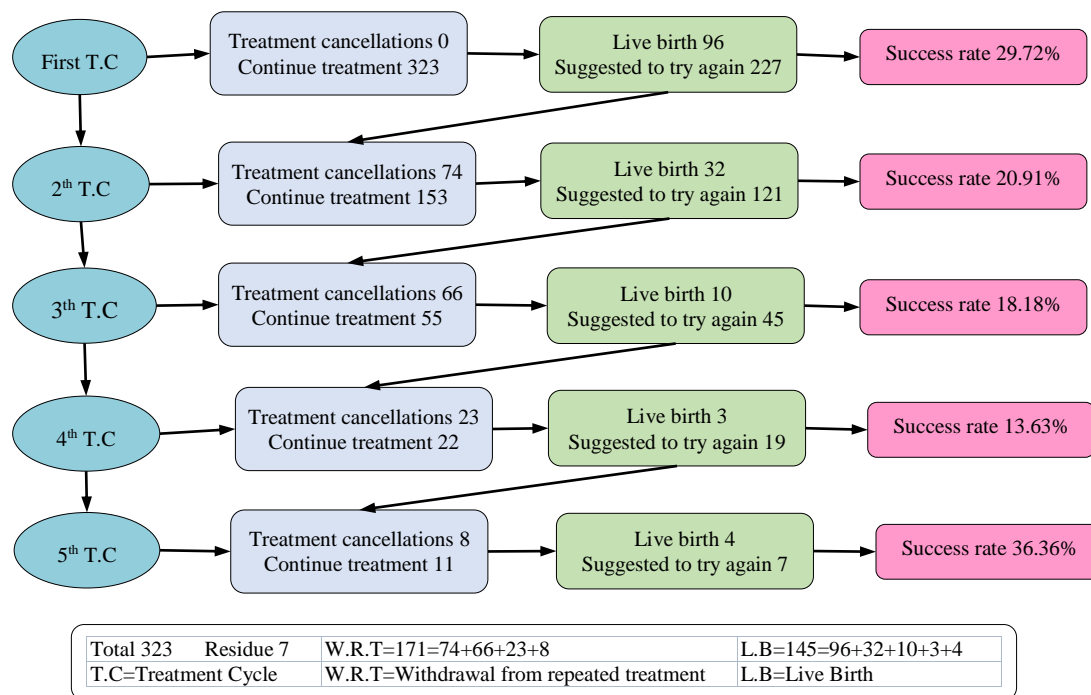 First T.C
Treatment cancellations 0
Continue treatment 323
Live birth 96
Suggested to try again 227
Success rate 29.72%
2th T.C
Treatment cancellations 74
Continue treatment 153
Live birth 32
Suggested to try again 121
Success rate 20.91%
3th T.C
Treatment cancellations 66
Continue treatment 55
Live birth 10
Suggested to try again 45
Success rate 18.18%
4th T.C
Treatment cancellations 23
Continue treatment 22
Live birth 3
Suggested to try again 19
Success rate 13.63%
5th T.C
Treatment cancellations 8
Continue treatment 11
Live birth 4
Suggested to try again 7
Success rate 36.36%
Total 323 Residue 7 W.R.T=171=74+66+23+8 L.B=145=96+32+10+3+4
T.C=Treatment Cycle W.R.T=Withdrawal from repeated treatment L.B=Live Birth